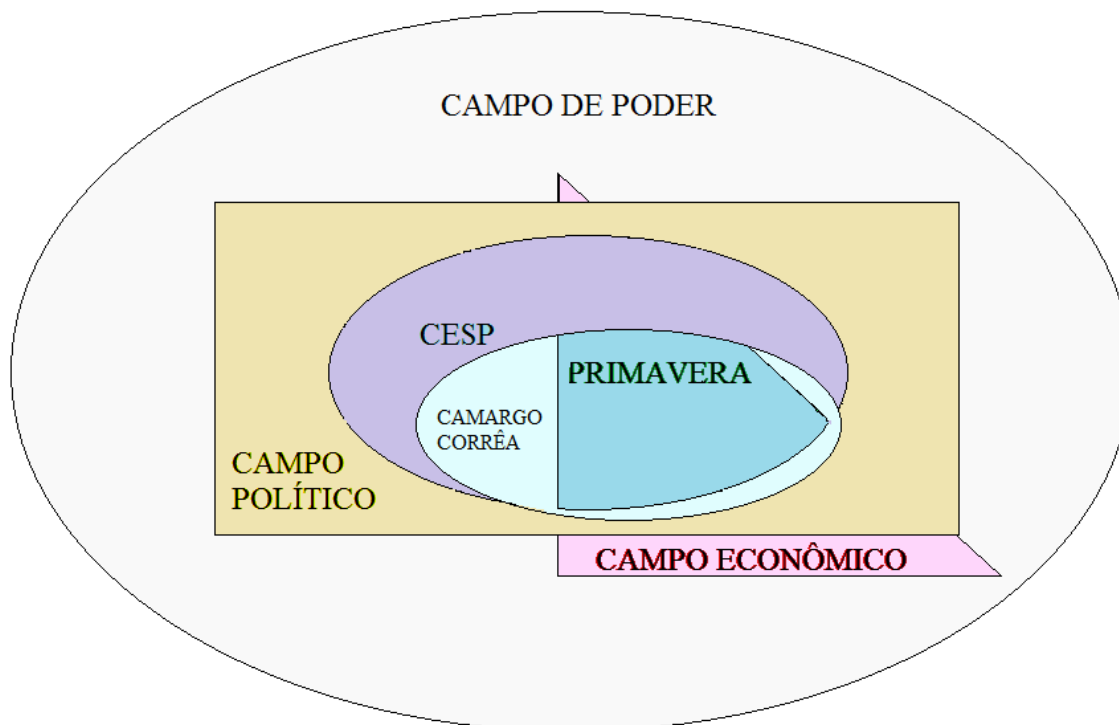 CAMPO DE PODER
CESP
PRIMAVERA
CAMARGO
CORRÊA
CAMPO
POLÍTICO
CAMPO ECONÔMICO